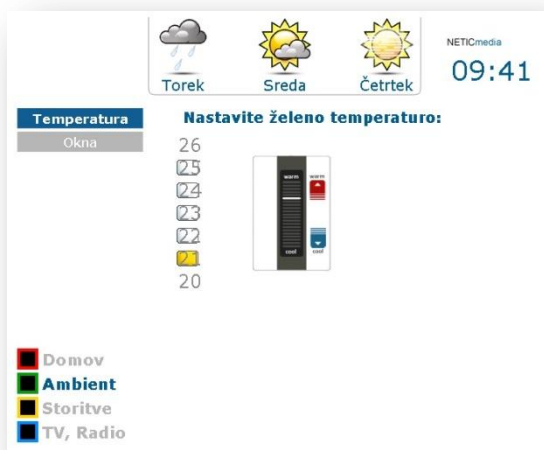 Torek
Sreda
Četrtek
NETICmedia
09:41
Temperatura
Okna
Nastavite želeno temperaturo:
26
25
24
23
22
21
20
warm
warm
cool
cool
Domov
Ambient
Storitve
TV, Radio